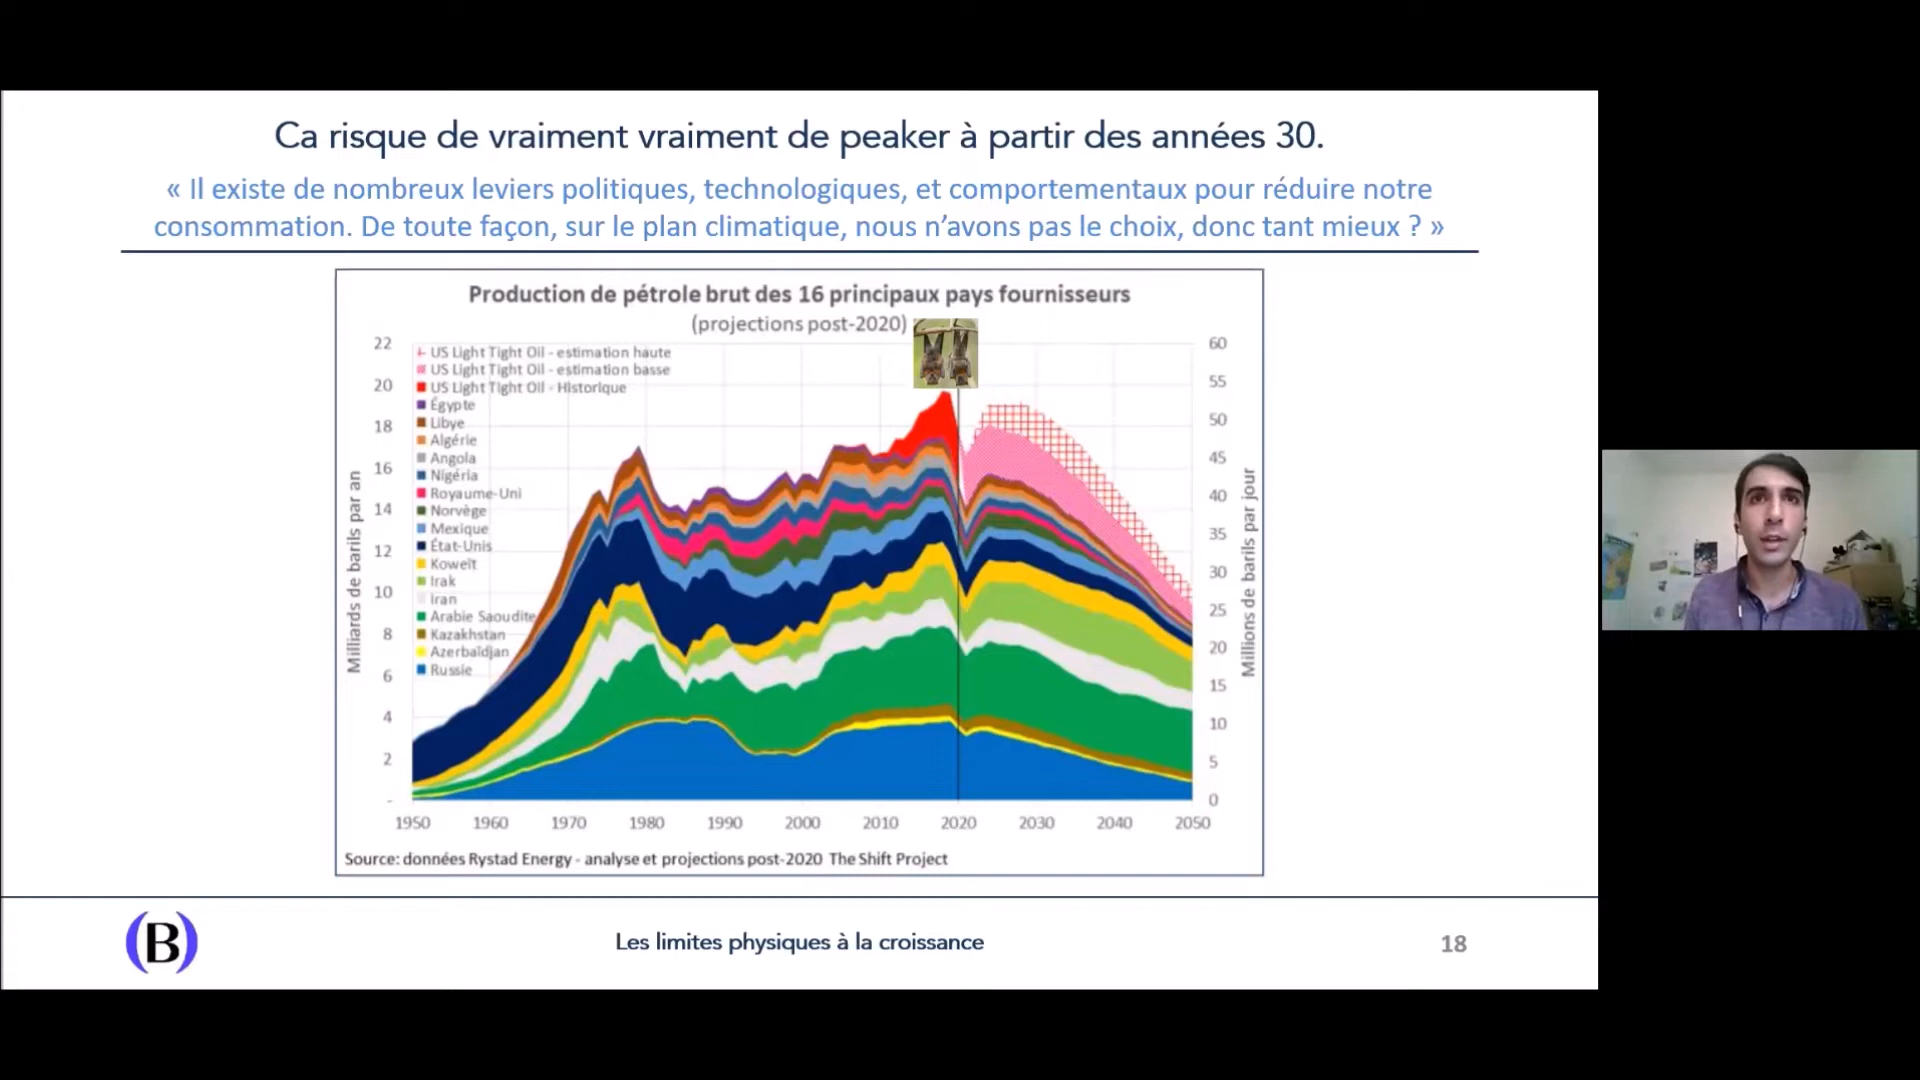 Ca risque de vraiment vraiment de peaker à partir des années 30.
« Il existe de nombreux leviers politiques, technologiques, et comportementaux pour réduire notre
consommation. De toute façon, sur le plan climatique, nous n’avons pas le choix, donc tant mieux ? »
Production de pétrole brut des 16 principaux pays fournisseurs
(projections post-2020)
Milliards de barils par an
22
20
18
16
14
12
10
8
6
4
2
-
US Light Tight Oil - estimation haute
US Light Tight Oil - estimation basse
US Light Tight Oil - Historique
Égypte
Libye
Algérie
Angola
Nigéria
Royaume-Uni
Norvège
Mexique
État-Unis
Koweït
Irak
Iran
Arabie Saoudite
Kazakhstan
Azerbaïdjan
Russie
60
55
50
45
40
35
30
25
20
15
10
5
0
Millions de barils par jour
1950 1960 1970 1980 1990 2000 2010 2020 2030 2040 2050
Source: données Rystad Energy - analyse et projections post-2020 The Shift Project
(B)
Les limites physiques à la croissance
18